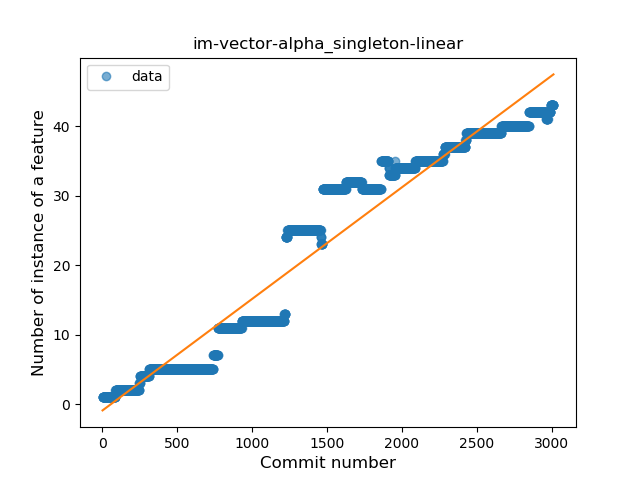 im-vector-alpha_singleton-linear
data
Number of instance of a feature
40
30
20
10
0
0 500 1000 1500 2000 2500 3000
Commit number